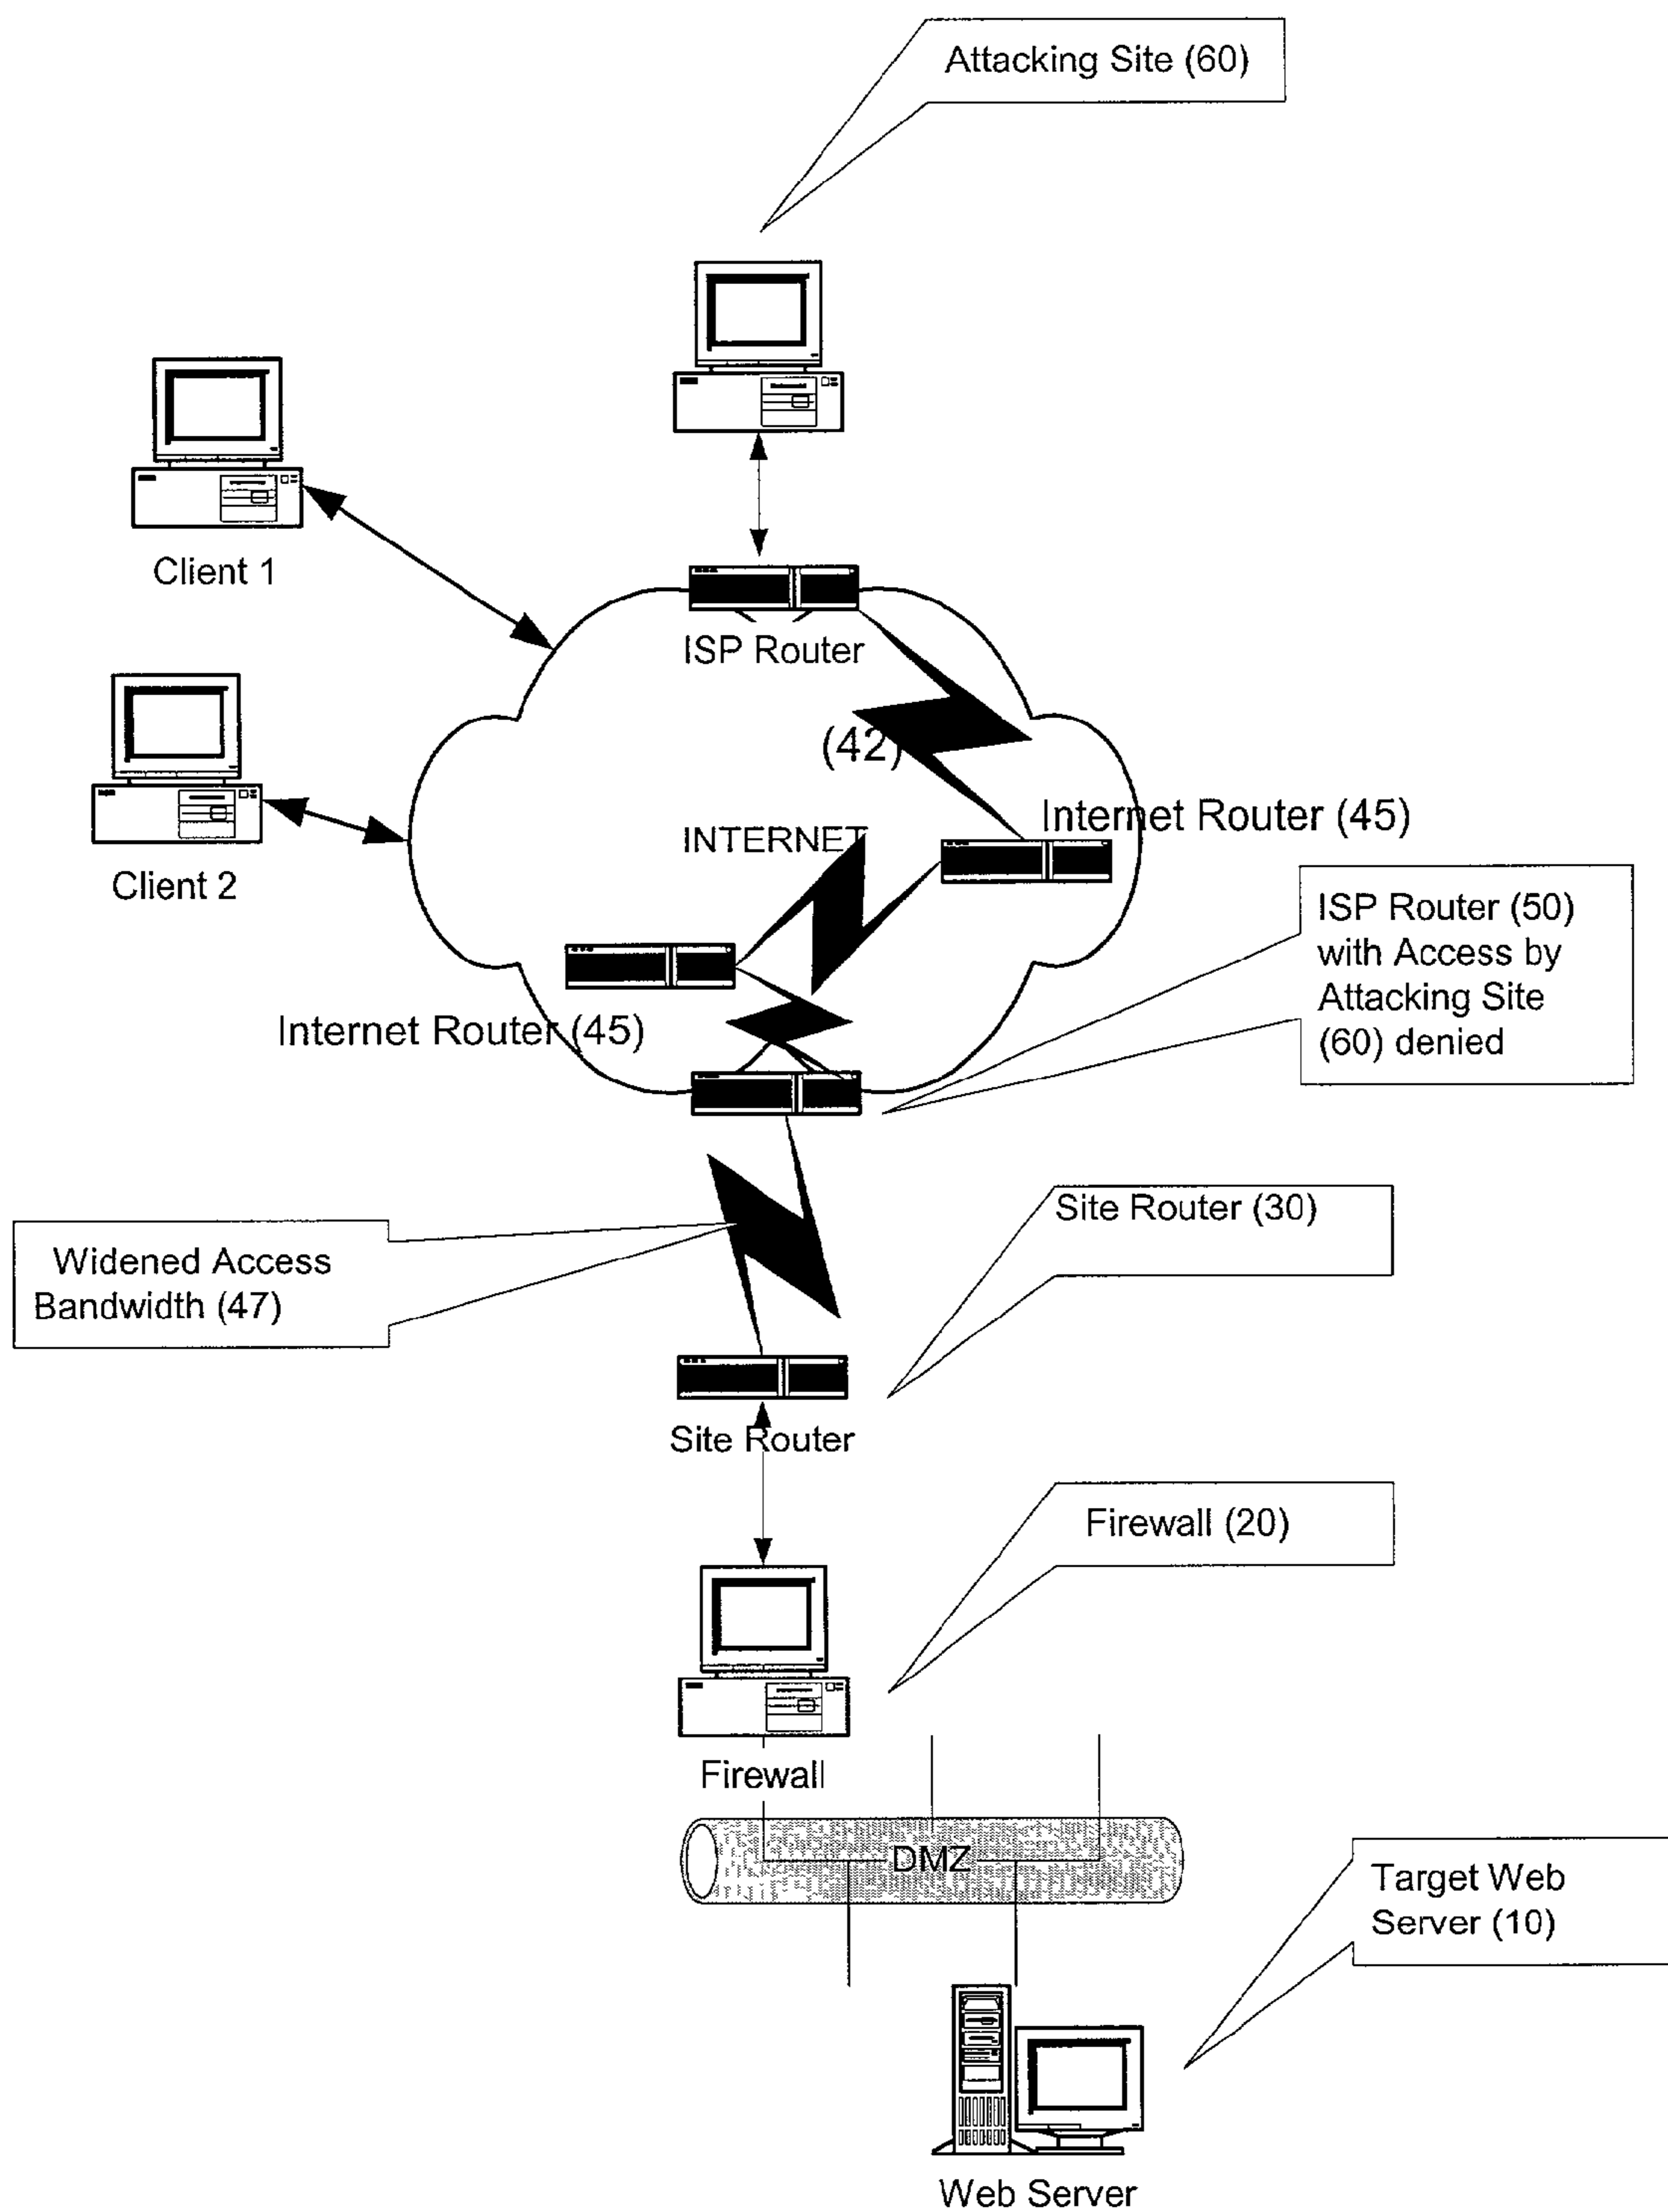 Attacking Site (60)
Client 1
ISP Router
(42)
Client 2
INTERNET
Internet Router (45)
ISP Router (50)
with Access by
Attacking Site
(60) denied
Internet Router (45)
Widened Access
Bandwidth (47)
Site Router (30)
Site Router
Firewall (20)
Firewall
DMZ
Target Web
Server (10)
Web Server